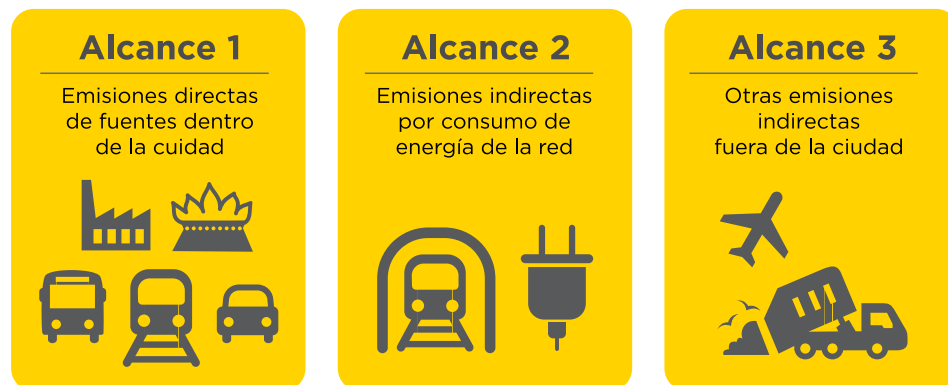 Alcance 1
Emisiones directas
de fuentes dentro
de la cuidad
Alcance 2
Emisiones indirectas
por consumo de
energía de la red
Alcance 3
Otras emisiones
indirectas
fuera de la ciudad